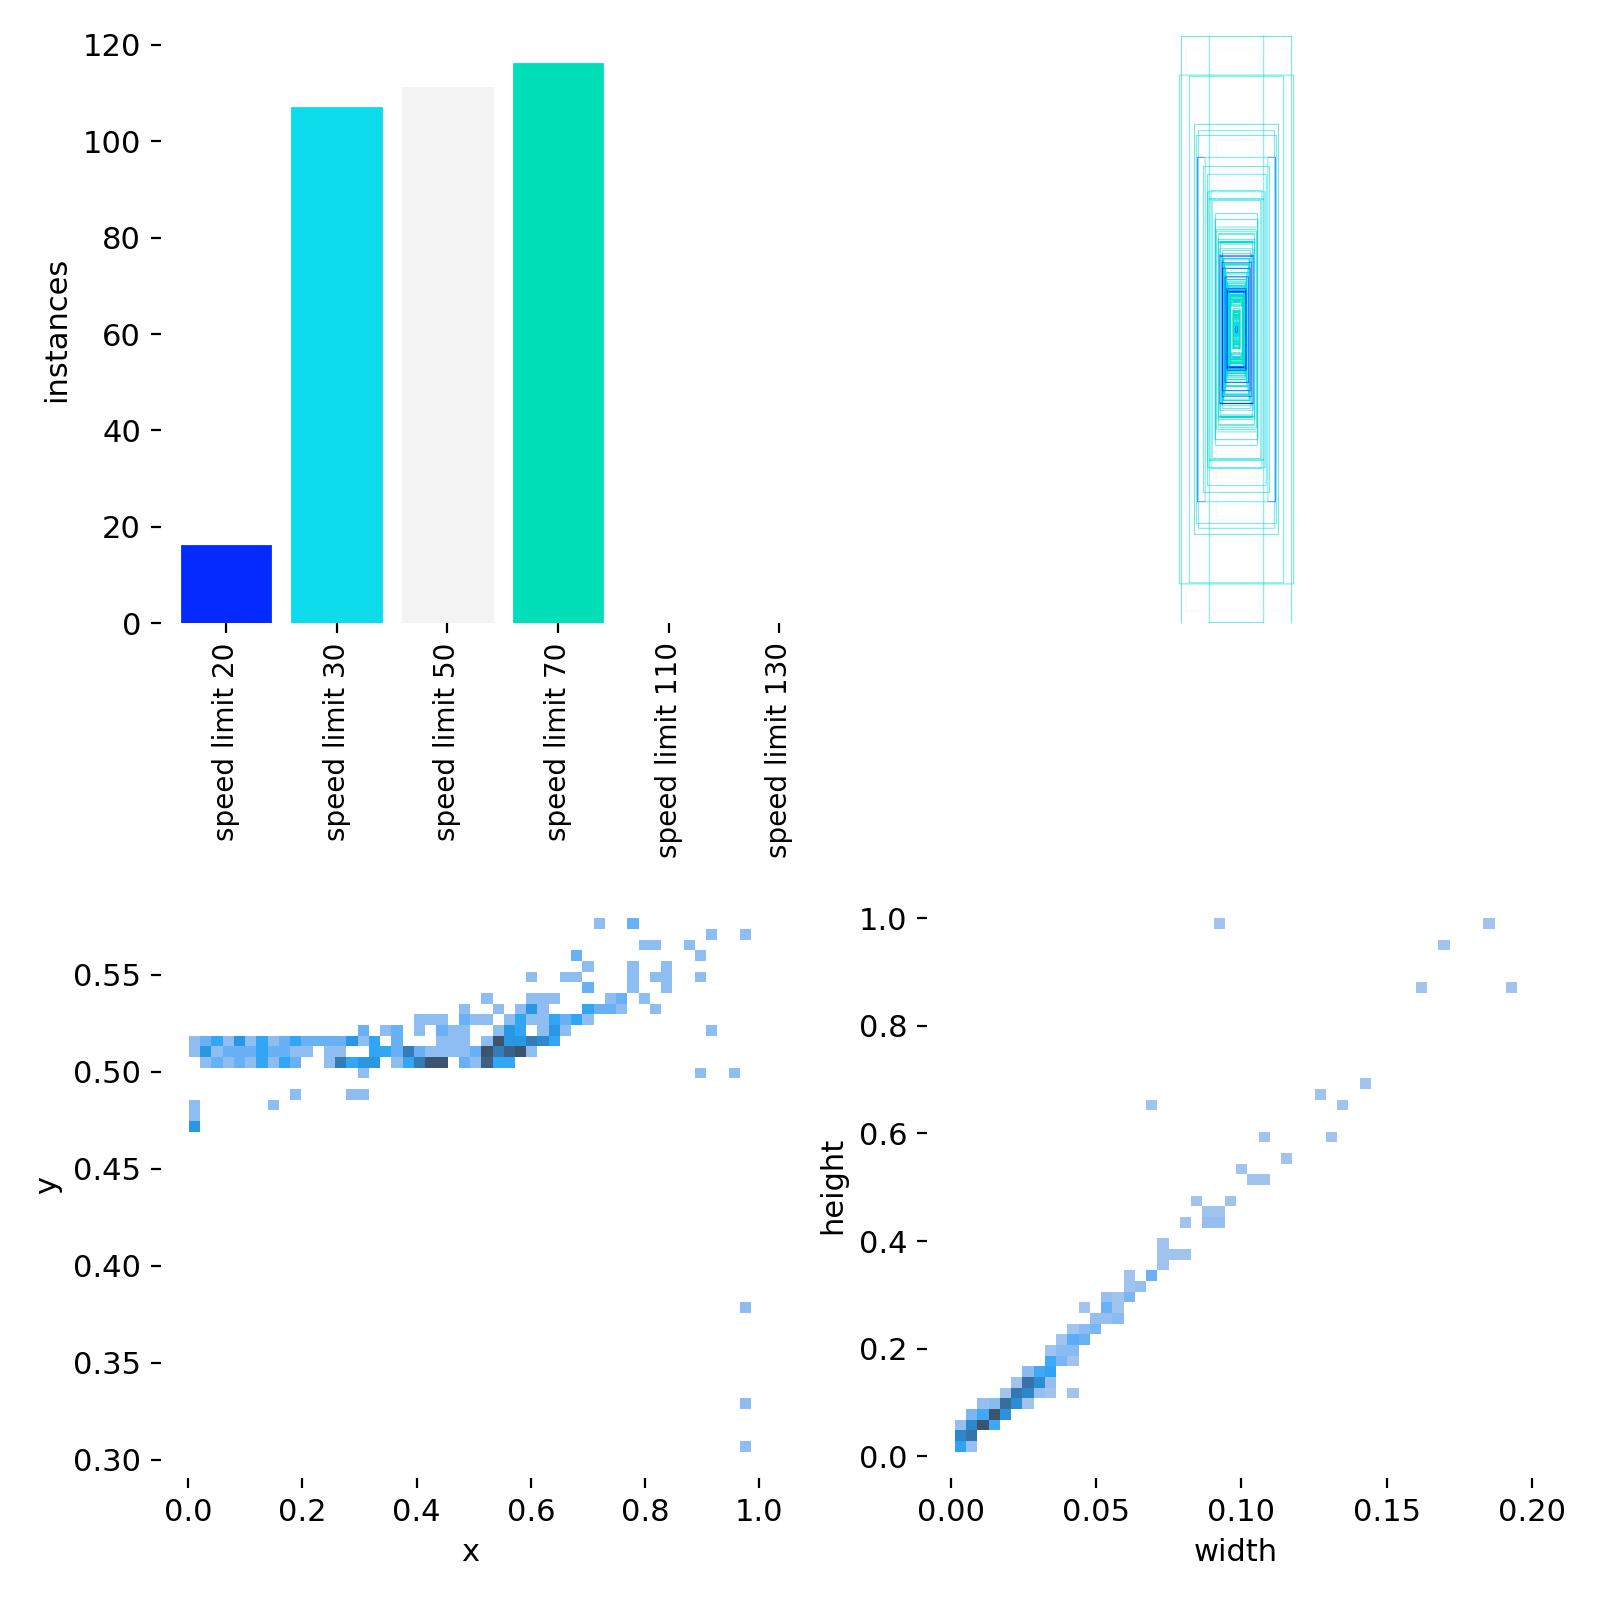 120
100
80
60
40
20
0
instances
speed limit 20
speed limit 30
speed limit 50
speed limit 70
speed limit 110
speed limit 130
0.55
0.50
0.45
0.40
0.35
0.30
y
0.0 0.2 0.4 0.6 0.8 1.0
x
1.0
0.8
0.6
0.4
0.2
0.0
height
0.00 0.05 0.10 0.15 0.20
width